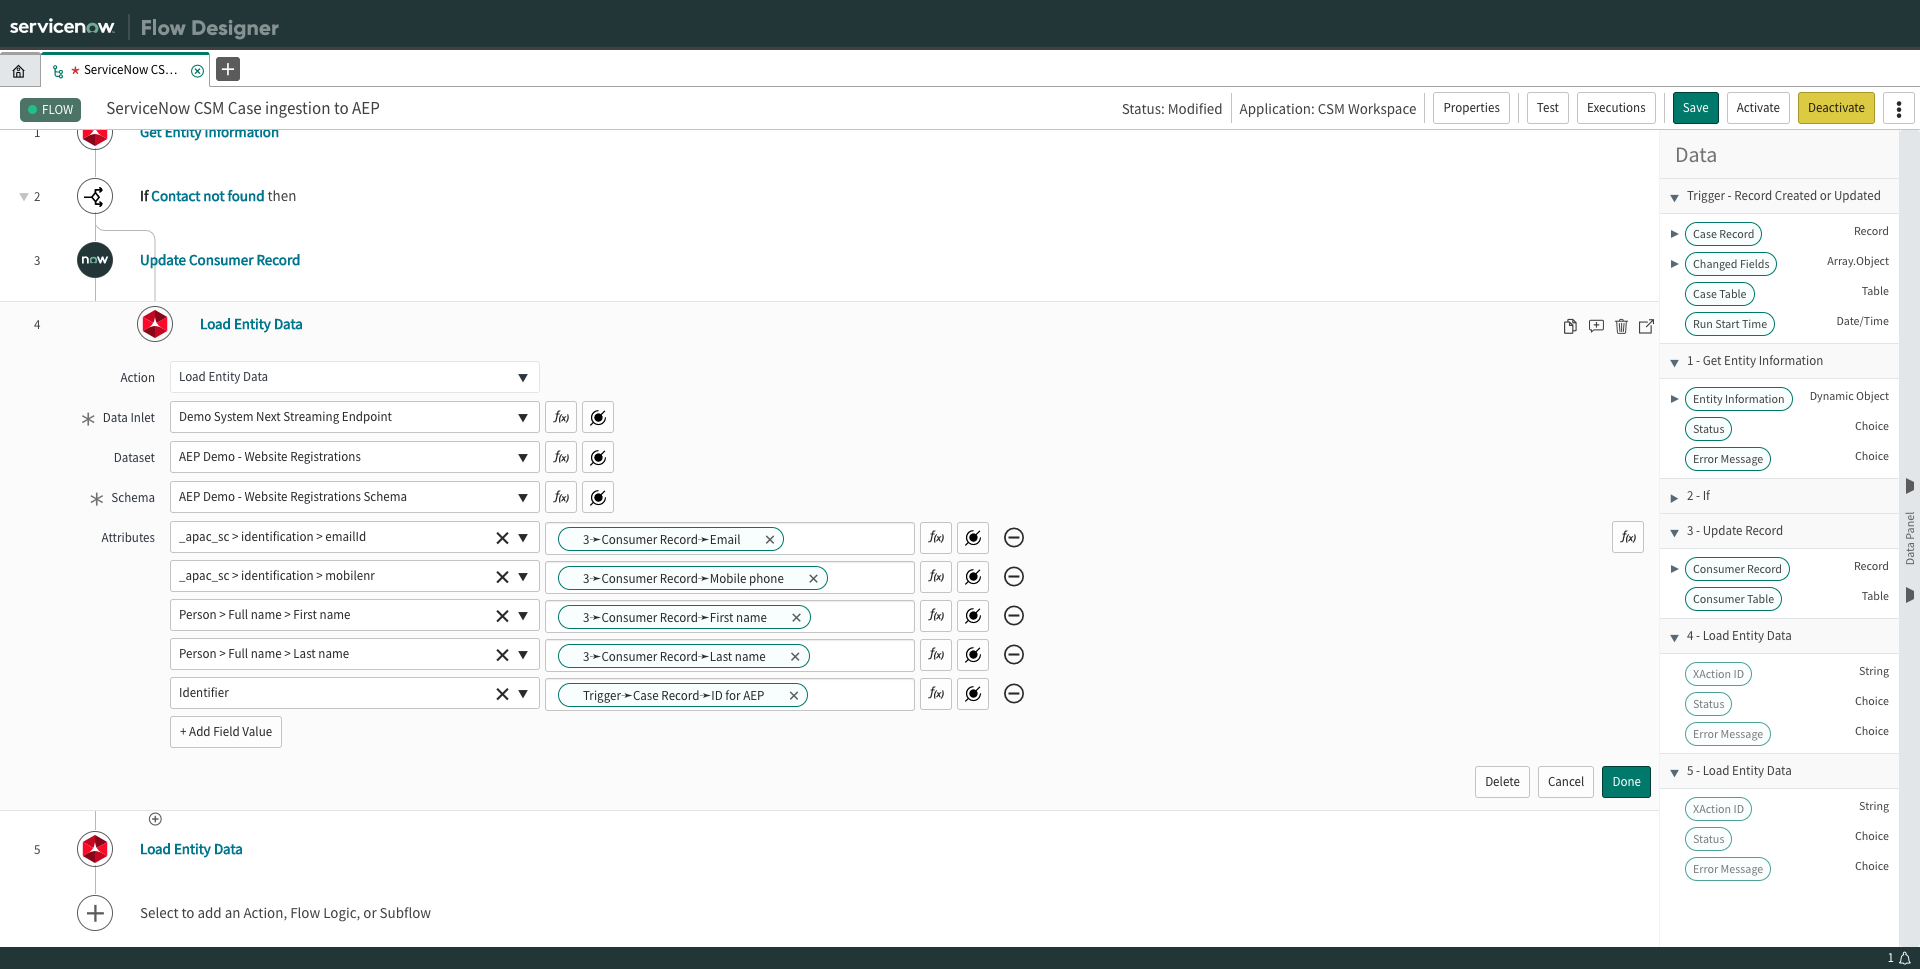 servicenow Flow Designer
ServiceNow CS...
FLOW ServiceNow CSM Case ingestion to AEP Status: Modified Application: CSM Workspace Properties Test Executions Save Activate Deactivate
1 Get Entity Information
2 If Contact not found then
3 now Update Consumer Record
4 Load Entity Data
Action Load Entity Data
Data Inlet Demo System Next Streaming Endpoint f(x)
Dataset AEP Demo - Website Registrations f(x)
Schema AEP Demo - Website Registrations Schema f(x)
Attributes _apac_sc > identification > emailId 3➛Consumer Record➛Email f(x) f(x)
_apac_sc > identification > mobilenr 3➛Consumer Record➛Mobile phone f(x)
Person > Full name > First name 3➛Consumer Record➛First name f(x)
Person > Full name > Last name 3➛Consumer Record➛Last name f(x)
Identifier Trigger➛Case Record➛ID for AEP f(x)
+ Add Field Value
Delete Cancel Done
5 Load Entity Data
Select to add an Action, Flow Logic, or Subflow
Data
Trigger - Record Created or Updated
Case Record Record
Changed Fields Array.Object
Case Table Table
Run Start Time Date/Time
1 - Get Entity Information
Entity Information Dynamic Object
Status Choice
Error Message Choice
2 - If
3 - Update Record
Consumer Record Record
Consumer Table Table
4 - Load Entity Data
XAction ID String
Status Choice
Error Message Choice
5 - Load Entity Data
XAction ID String
Status Choice
Error Message Choice
Data Panel
1